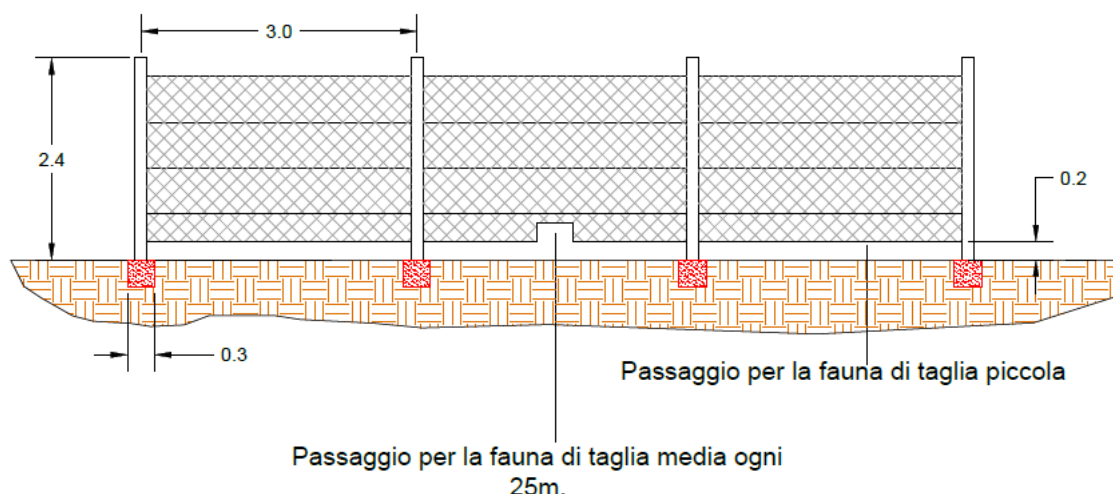 3.0
2.4
0.2
0.3
Passaggio per la fauna di taglia piccola
Passaggio per la fauna di taglia media ogni
25m.